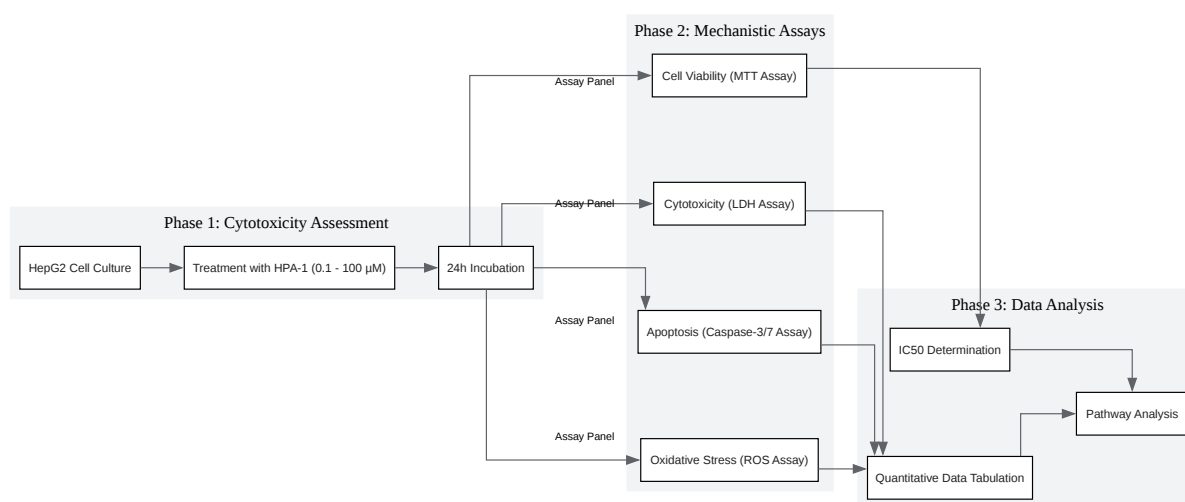 Phase 2: Mechanistic Assays
Cell Viability (MTT Assay)
Assay Panel
Cytotoxicity (LDH Assay)
Assay Panel
Phase 1: Cytotoxicity Assessment
HepG2 Cell Culture
Treatment with HPA-1 (0.1 - 100 µM)
24h Incubation
Assay Panel
Apoptosis (Caspase-3/7 Assay)
Phase 3: Data Analysis
IC50 Determination
Pathway Analysis
Assay Panel
Oxidative Stress (ROS Assay)
Quantitative Data Tabulation